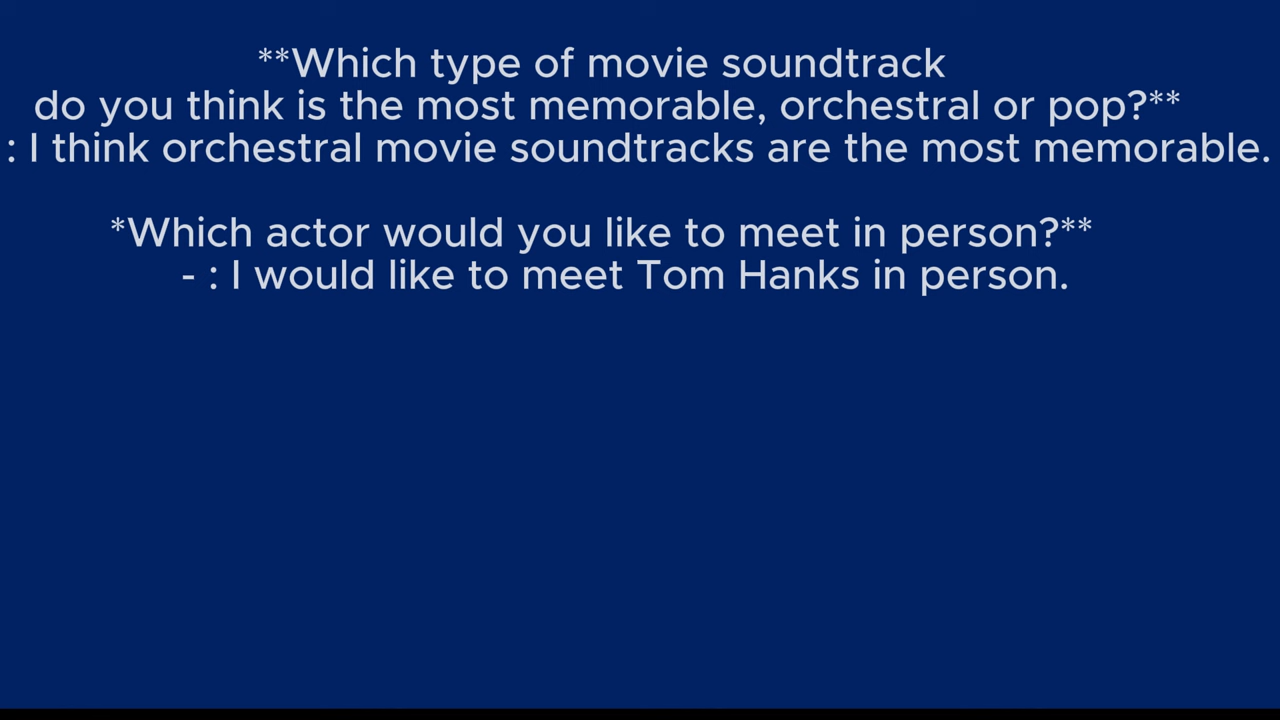 **Which type of movie soundtrack
do you think is the most memorable, orchestral or pop?**
: I think orchestral movie soundtracks are the most memorable.
*Which actor would you like to meet in person?**
- : I would like to meet Tom Hanks in person.